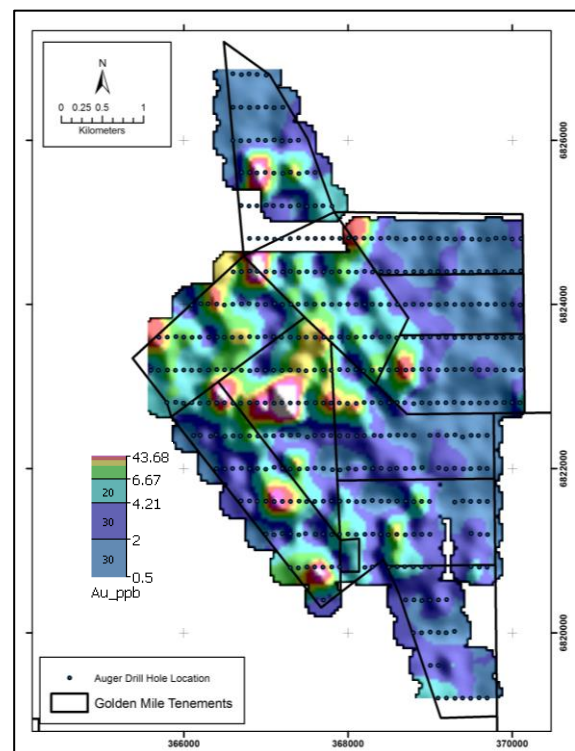 N
0 0.25 0.5 1
Kilometers
6826000
6824000
43.68
6.67
20
4.21
30
2
30
0.5
Au_ppb
6822000
6820000
Auger Drill Hole Location
Golden Mile Tenements
366000 368000 370000